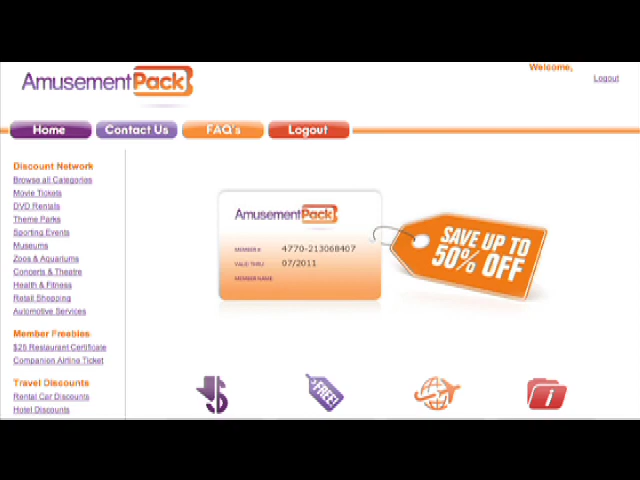 AmusementPack
Welcome,
Logout
Home
Contact Us
FAQ's
Logout
Discount Network
Browse all Categories
Movie Tickets
DVD Rentals
Theme Parks
Sporting Events
Museums
Zoos & Aquariums
Concerts & Theatre
Health & Fitness
Retail Shopping
Automotive Services
Member Freebies
$25 Restaurant Certificate
Companion Airline Ticket
Travel Discounts
Rental Car Discounts
Hotel Discounts
AmusementPack
MEMBER #
4770-213068407
VALID THRU
07/2011
MEMBER NAME
SAVE UP TO
50% OFF
$
FREE!
i